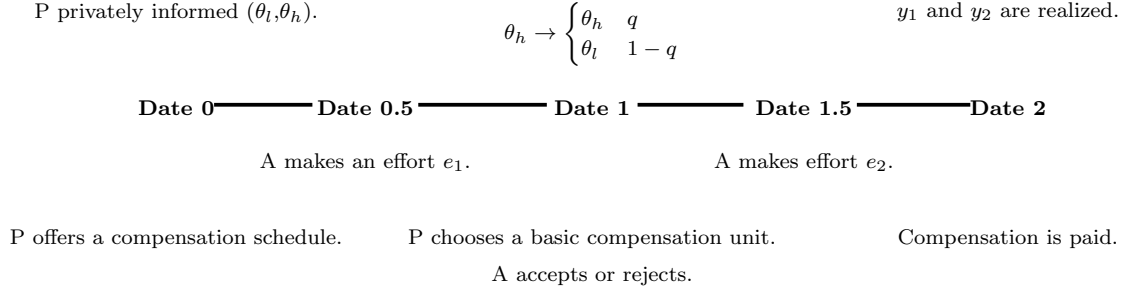 P privately informed (θ_l,θ_h).
θ_h → { θ_h q
θ_l 1 − q
y_1 and y_2 are realized.
Date 0 Date 0.5 Date 1 Date 1.5 Date 2
A makes an effort e_1. A makes effort e_2.
P offers a compensation schedule. P chooses a basic compensation unit. Compensation is paid.
A accepts or rejects.